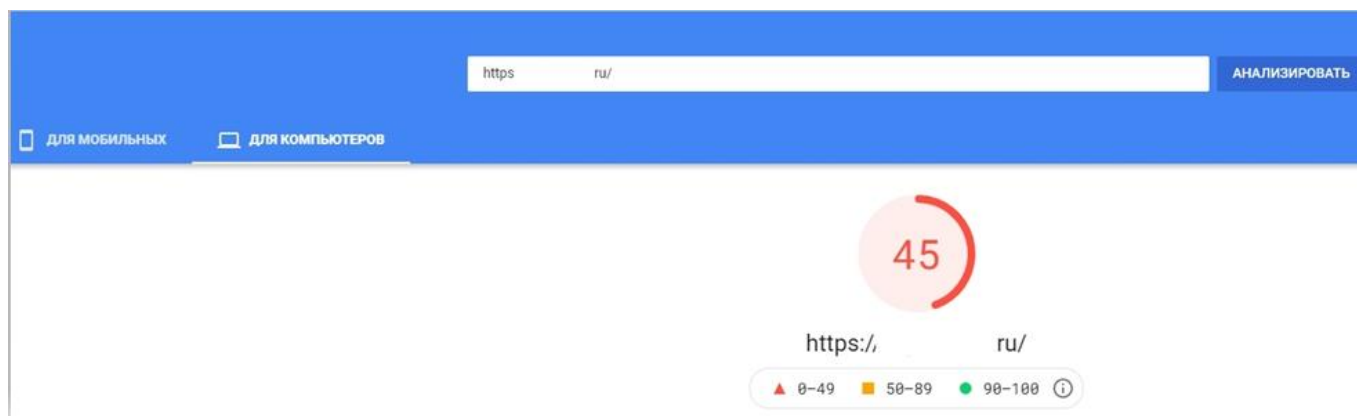 https ru/ АНАЛИЗИРОВАТЬ
ДЛЯ МОБИЛЬНЫХ ДЛЯ КОМПЬЮТЕРОВ
45
https:// ru/
0–49 50–89 90–100